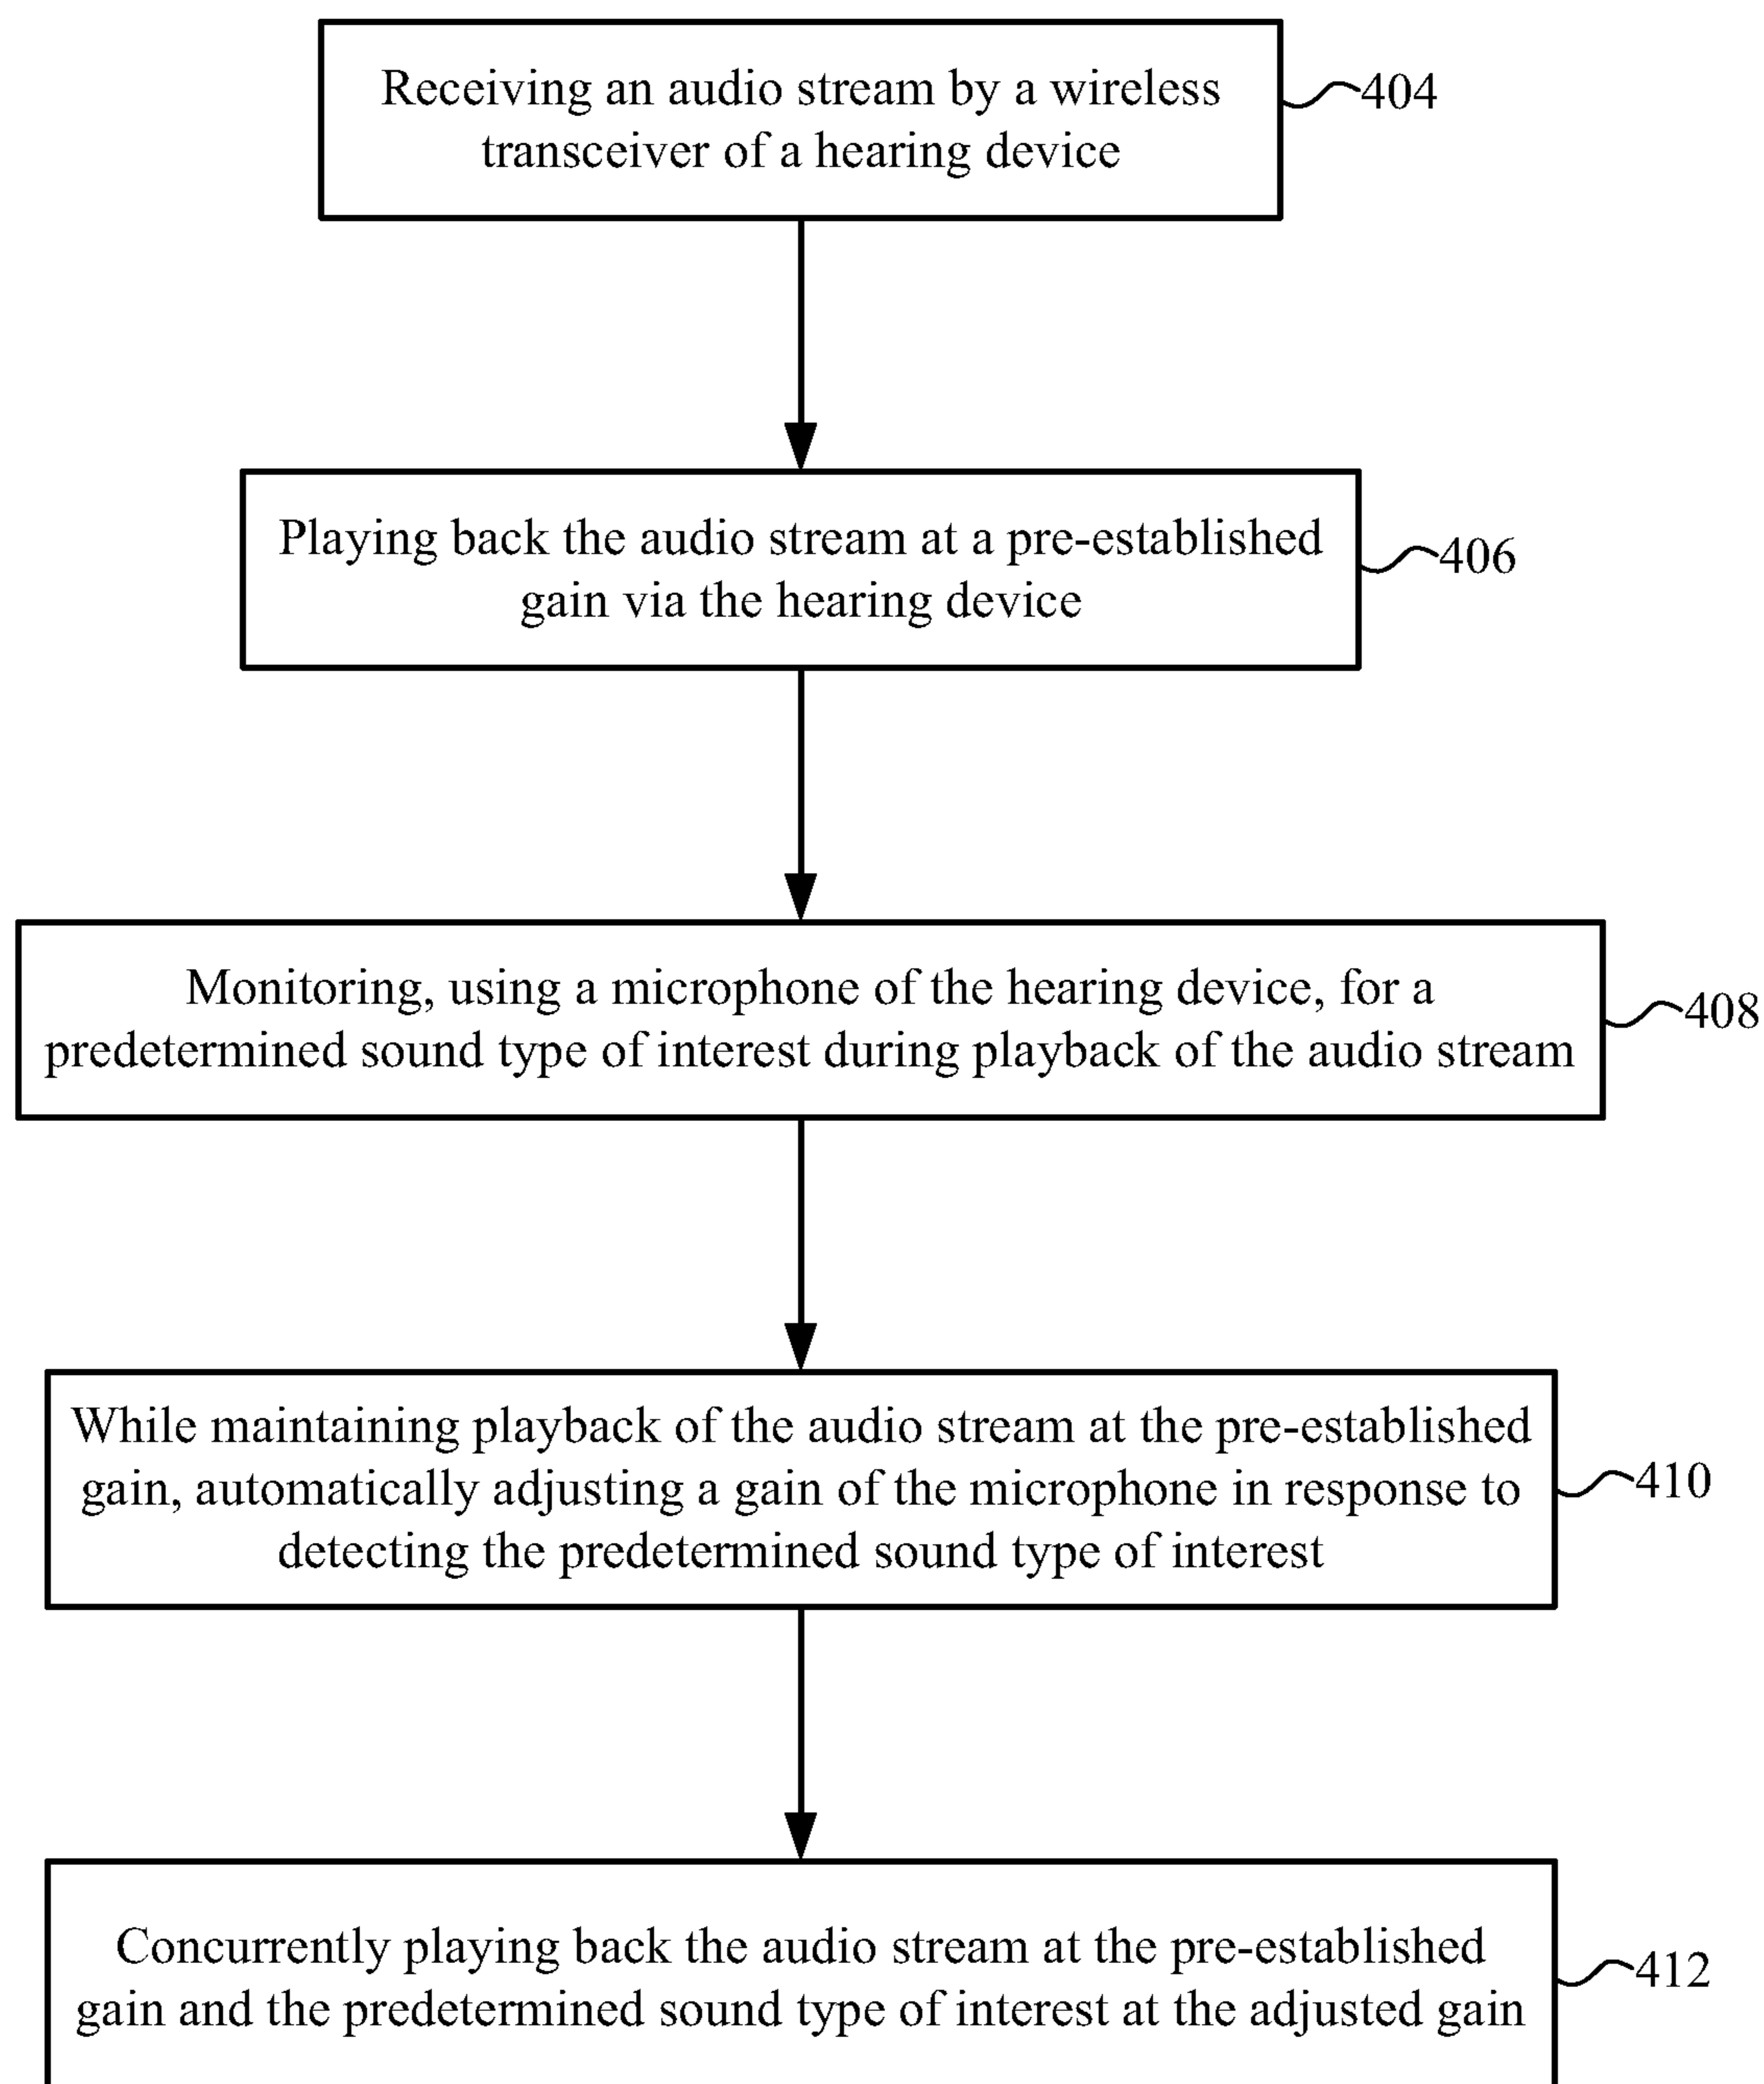 Receiving an audio stream by a wireless
transceiver of a hearing device
404
Playing back the audio stream at a pre-established
gain via the hearing device
406
Monitoring, using a microphone of the hearing device, for a
predetermined sound type of interest during playback of the audio stream
408
While maintaining playback of the audio stream at the pre-established
gain, automatically adjusting a gain of the microphone in response to
detecting the predetermined sound type of interest
410
Concurrently playing back the audio stream at the pre-established
gain and the predetermined sound type of interest at the adjusted gain
412